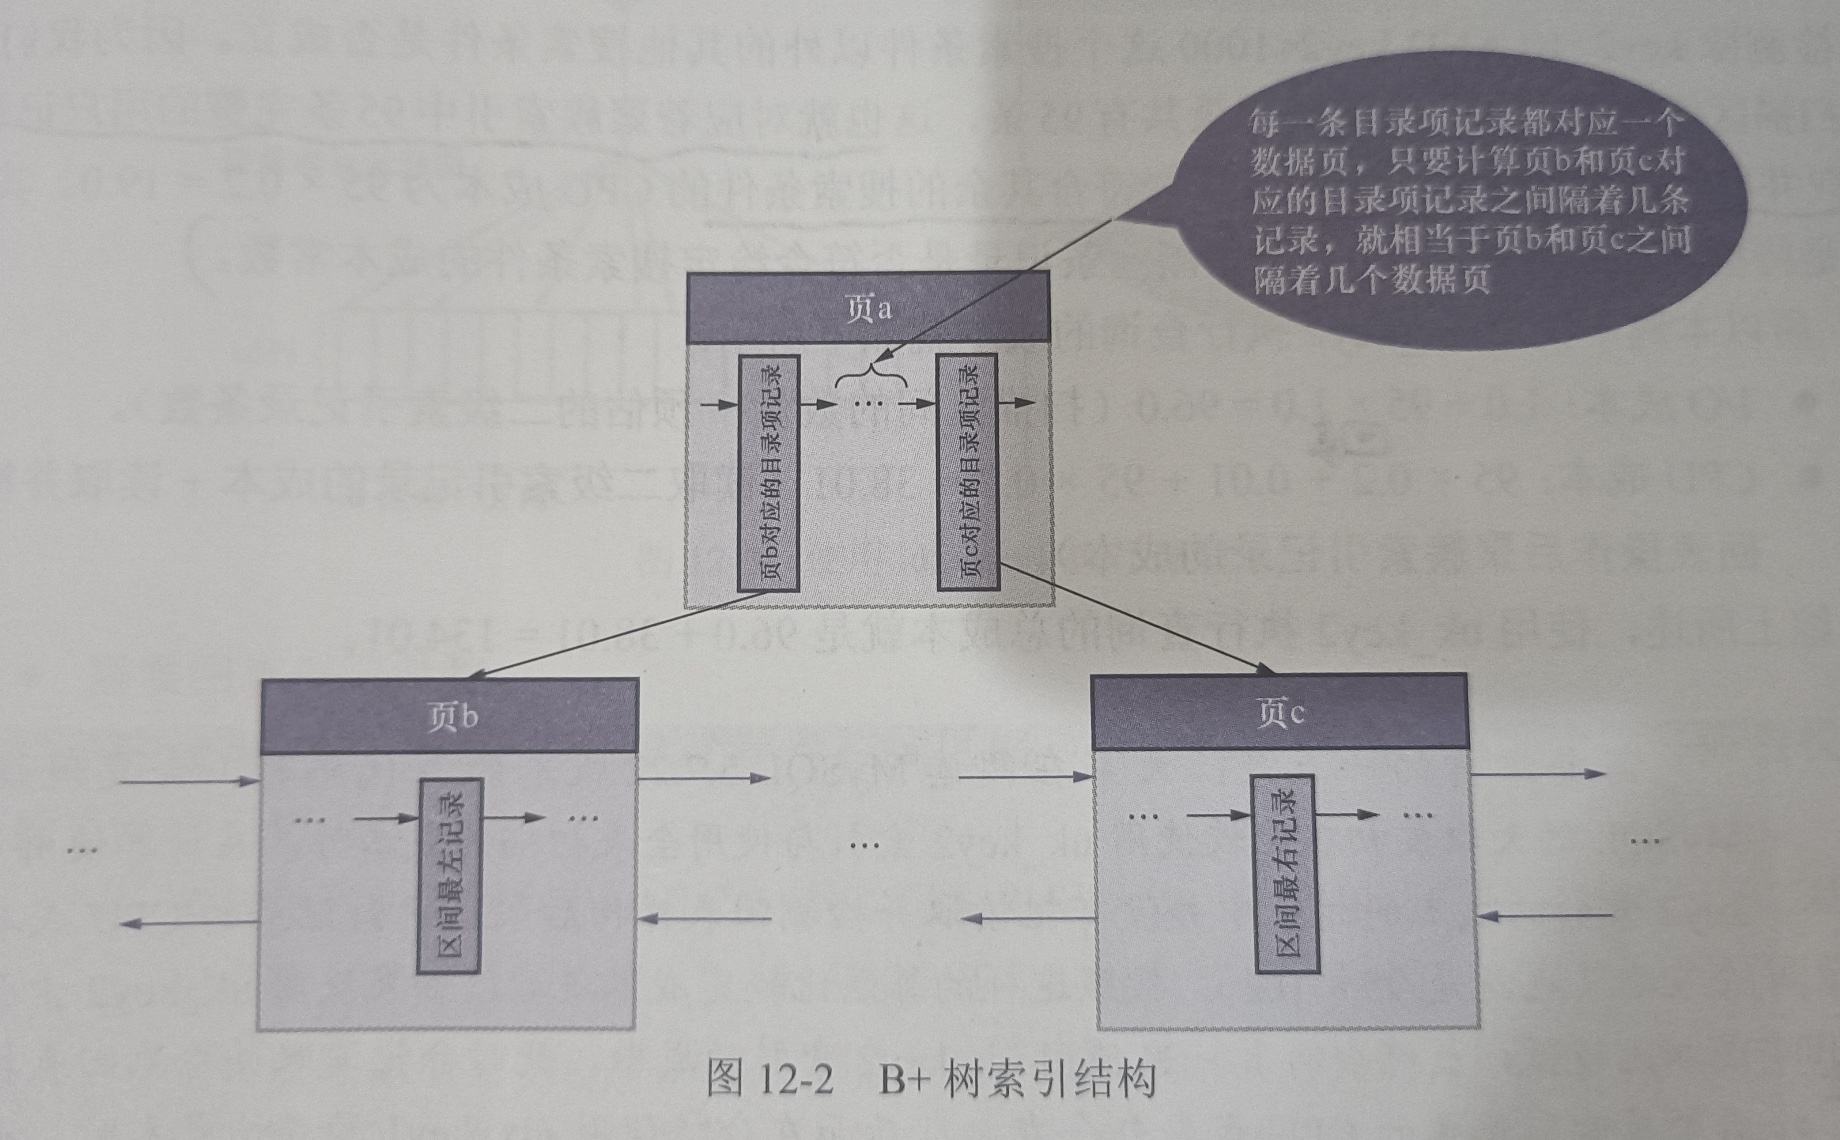 每一条目录项记录都对应一个
数据页，只要计算页b和页c对
应的目录项记录之间隔着几条
记录，就相当于页b和页c之间
隔着几个数据页
页a
页b对应的目录项记录
…
页c对应的目录项记录
页b
页c
…
…
区间最左记录
…
…
…
区间最右记录
…
…
图 12-2 B+ 树索引结构